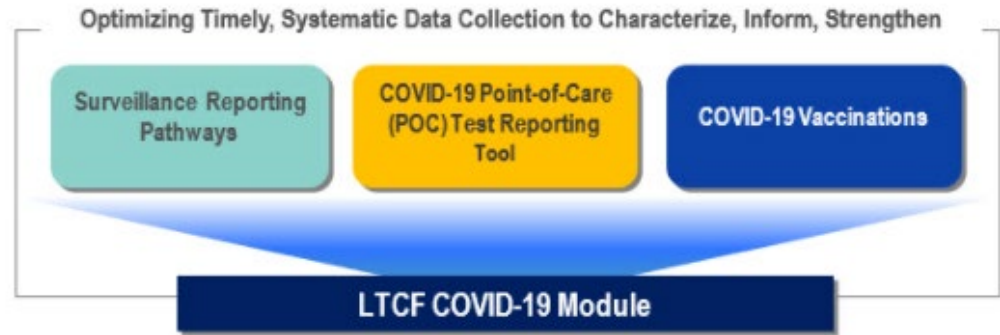 Optimizing Timely, Systematic Data Collection to Characterize, Inform, Strengthen
Surveillance Reporting
Pathways
COVID-19 Point-of-Care
(POC) Test Reporting
Tool
COVID-19 Vaccinations
LTCF COVID-19 Module